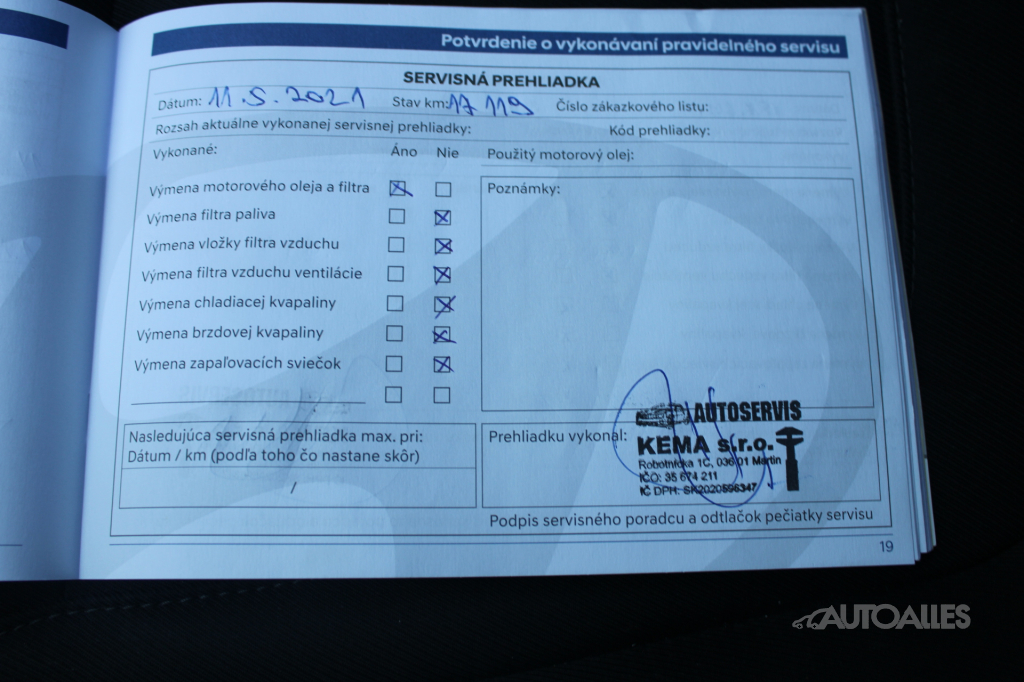 Potvrdenie o vykonávaní pravidelného servisu
SERVISNÁ PREHLIADKA
Dátum: 11.5.2021 Stav km: 17 119 Číslo zákazkového listu:
Rozsah aktuálne vykonanej servisnej prehliadky: Kód prehliadky:
Vykonané: Áno Nie Použitý motorový olej:
Výmena motorového oleja a filtra
Výmena filtra paliva
Výmena vložky filtra vzduchu
Výmena filtra vzduchu ventilácie
Výmena chladiacej kvapaliny
Výmena brzdovej kvapaliny
Výmena zapaľovacích sviečok
Poznámky:
Nasledujúca servisná prehliadka max. pri:
Dátum / km (podľa toho čo nastane skôr)
/
Prehliadku vykonal:
AUTOSERVIS
KEMA s.r.o.
Robotnícka 1C, 036 01 Martin
IČO: 35 674 211
IČ DPH: SK2020596347
Podpis servisného poradcu a odtlačok pečiatky servisu
19
AUTOALLES